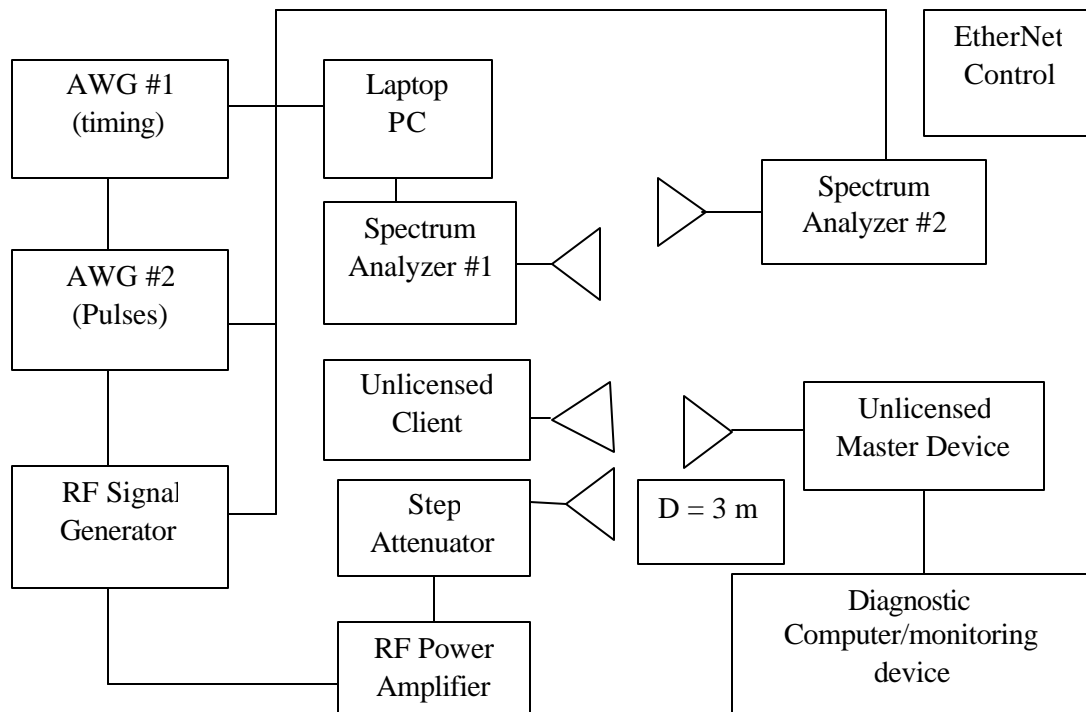 EtherNet
Control
AWG #1
(timing)
Laptop
PC
Spectrum
Analyzer #2
Spectrum
Analyzer #1
AWG #2
(Pulses)
Unlicensed
Client
Unlicensed
Master Device
RF Signal
Generator
Step
Attenuator
D = 3 m
Diagnostic
Computer/monitoring
device
RF Power
Amplifier